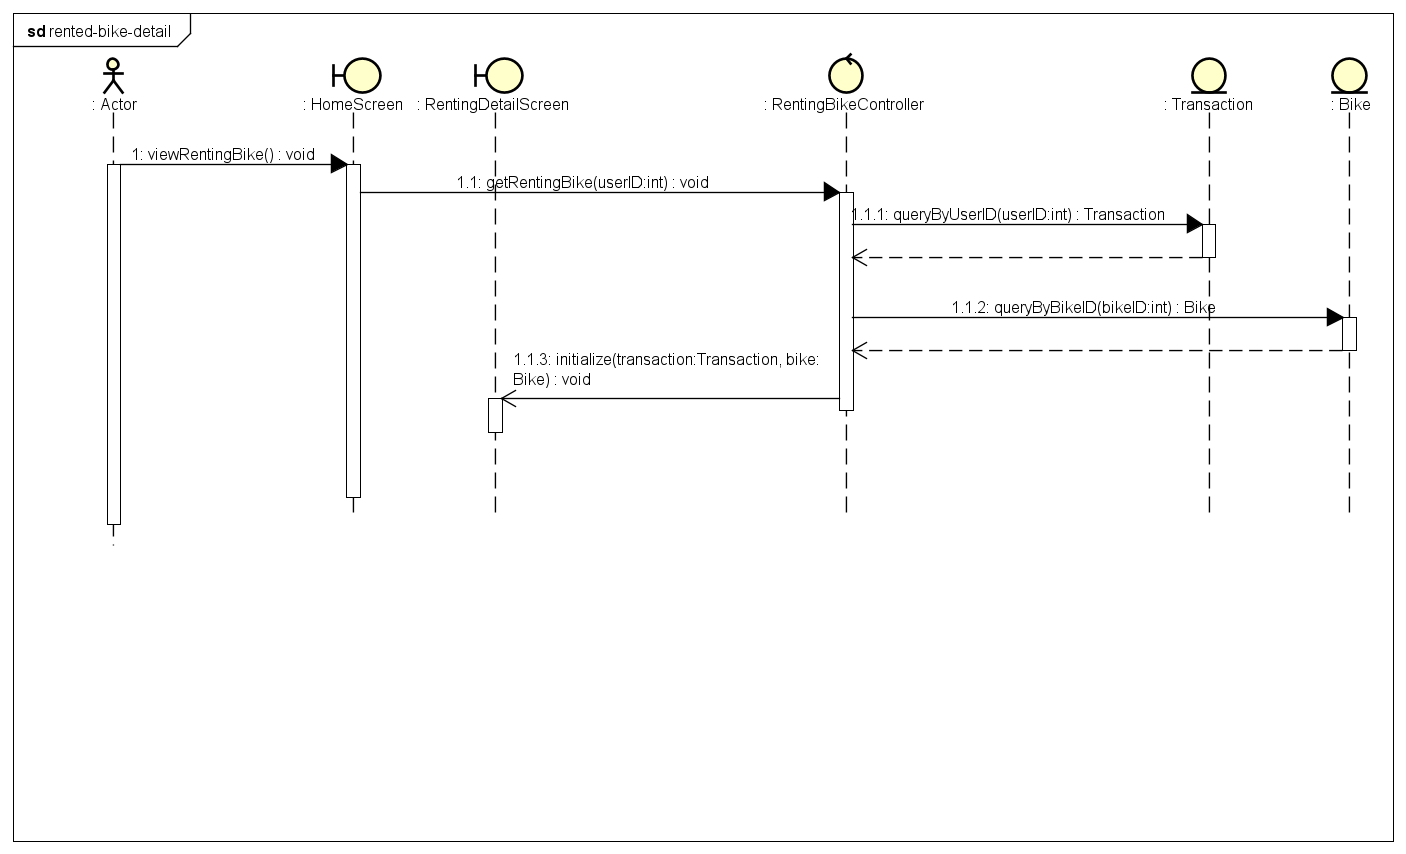 sd rented-bike-detail
: Actor
: HomeScreen
: RentingDetailScreen
: RentingBikeController
: Transaction
: Bike
1: viewRentingBike() : void
1.1: getRentingBike(userID:int) : void
1.1.1: queryByUserID(userID:int) : Transaction
1.1.2: queryByBikeID(bikeID:int) : Bike
1.1.3: initialize(transaction:Transaction, bike:
Bike) : void